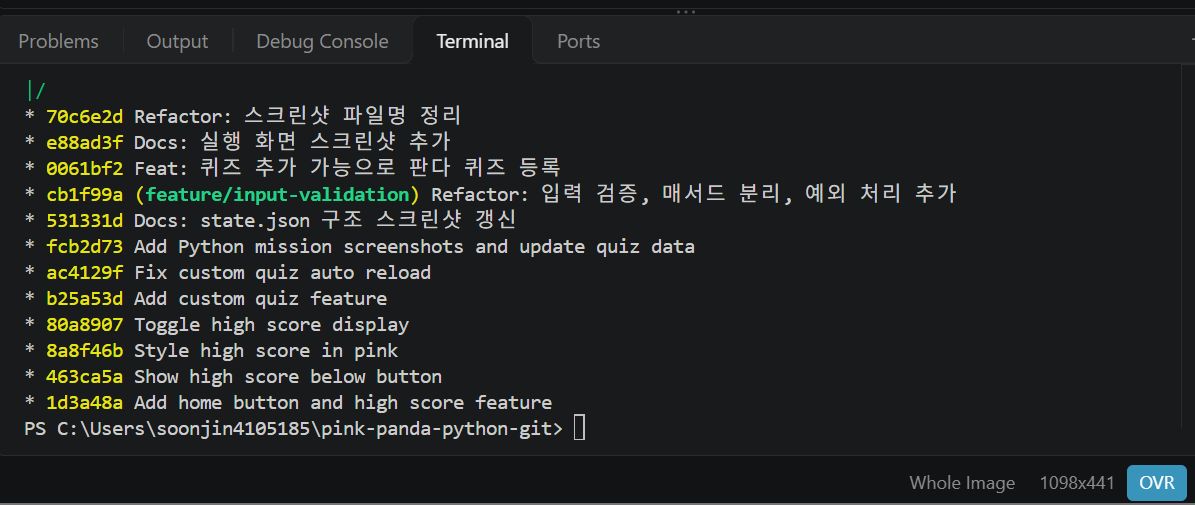 Problems Output Debug Console Terminal Ports
|/
* 70c6e2d Refactor: 스크린샷 파일명 정리
* e88ad3f Docs: 실행 화면 스크린샷 추가
* 0061bf2 Feat: 퀴즈 추가 가능으로 판다 퀴즈 등록
* cb1f99a (feature/input-validation) Refactor: 입력 검증, 매서드 분리, 예외 처리 추가
* 531331d Docs: state.json 구조 스크린샷 갱신
* fcb2d73 Add Python mission screenshots and update quiz data
* ac4129f Fix custom quiz auto reload
* b25a53d Add custom quiz feature
* 80a8907 Toggle high score display
* 8a8f46b Style high score in pink
* 463ca5a Show high score below button
* 1d3a48a Add home button and high score feature
PS C:\Users\soonjin4105185\pink-panda-python-git>
Whole Image 1098x441 OVR